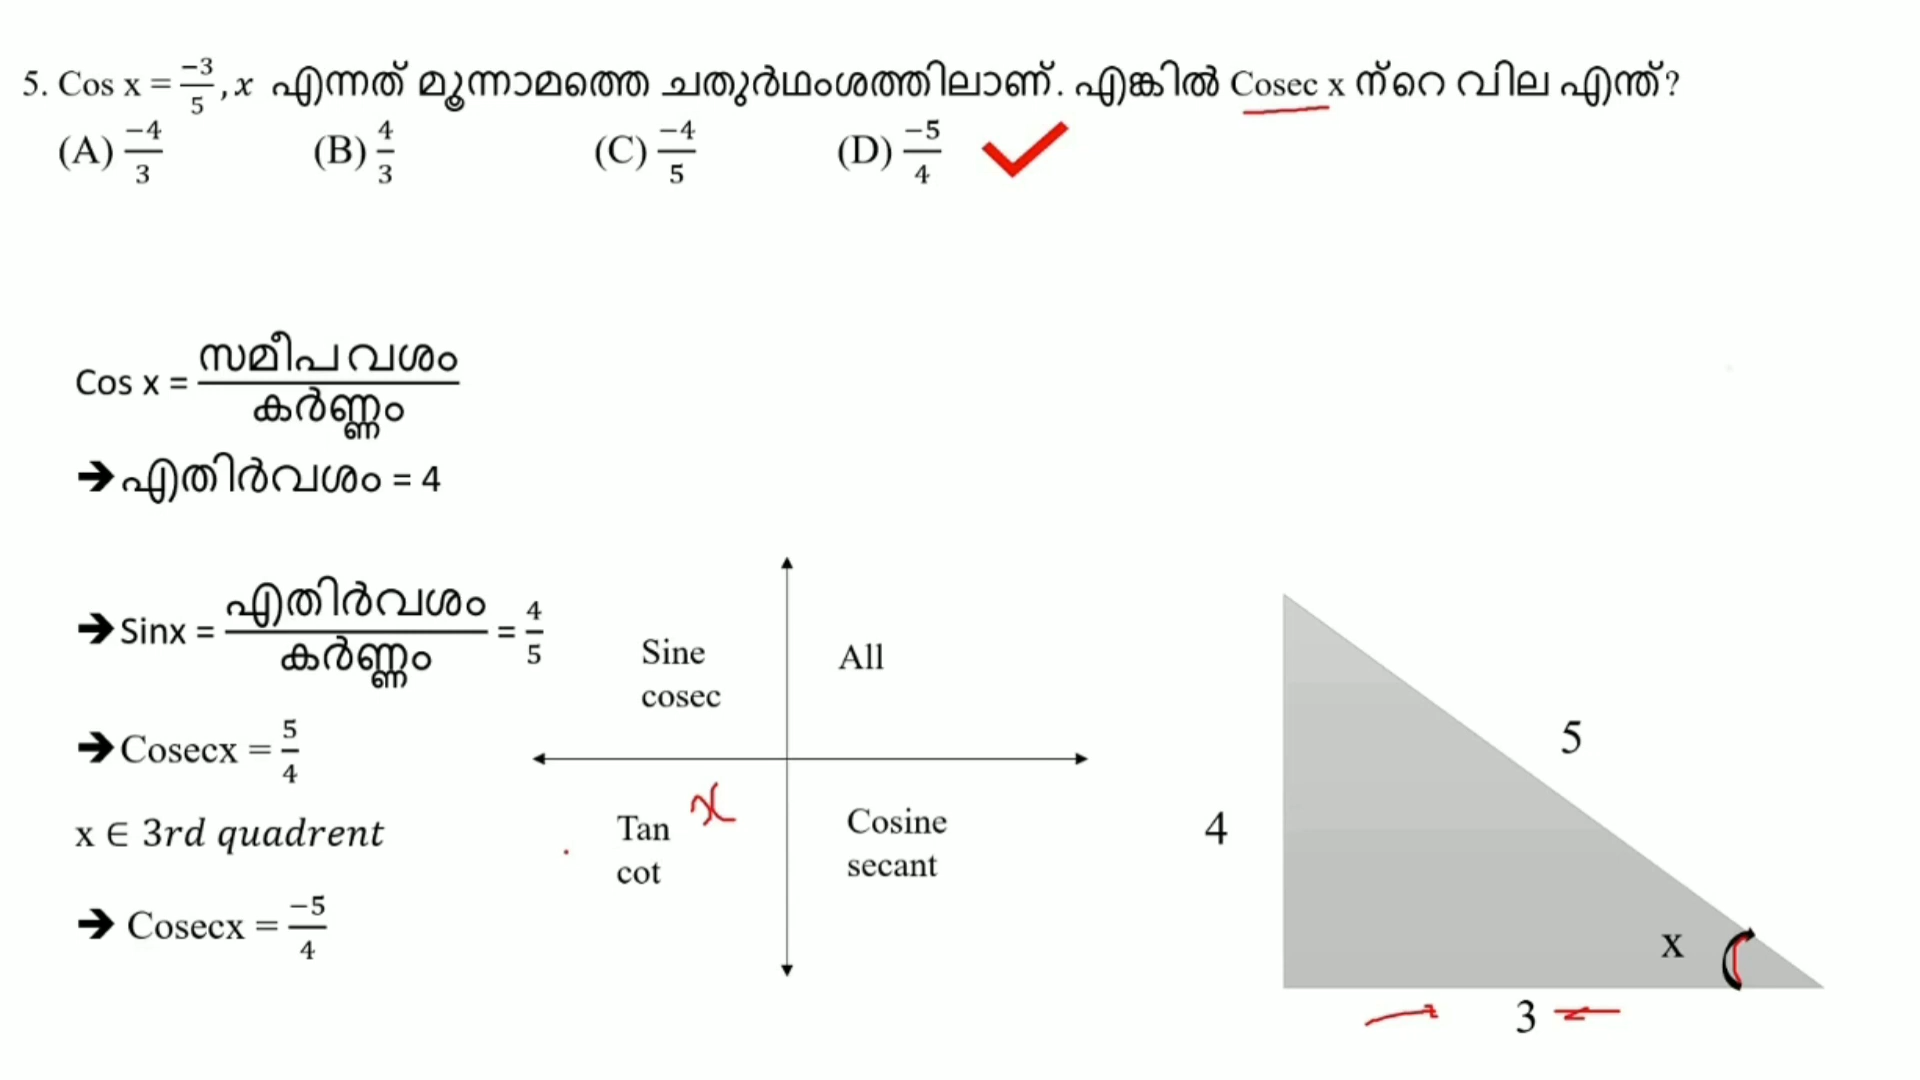 5. Cos x = −3/5 , x എന്നത് മൂന്നാമത്തെ ചതുർഥംശത്തിലാണ്. എങ്കിൽ Cosec x ന്റെ വില എന്ത്?
(A) −4/3 (B) 4/3 (C) −4/5 (D) −5/4
Cos x = സമീപ വശം/കർണ്ണം
➔ എതിർവശം = 4
➔ Sinx = എതിർവശം/കർണ്ണം = 4/5
➔ Cosecx = 5/4
x ∈ 3rd quadrent
➔ Cosecx = −5/4
Sine
cosec
All
Tan
cot
x
Cosine
secant
4
5
x
3